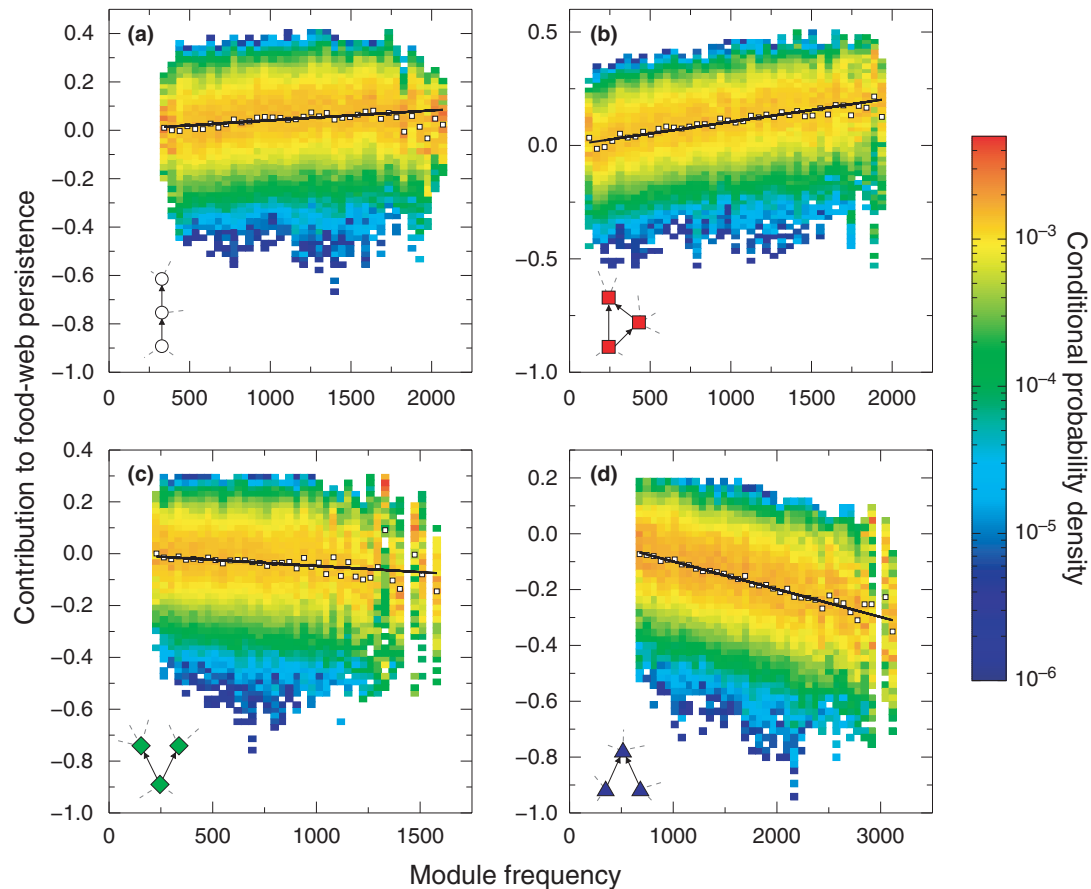 (a)
0.4
0.2
0.0
−0.2
−0.4
−0.6
−0.8
−1.0
0 500 1000 1500 2000
(b)
0.5
0.0
−0.5
−1.0
0 500 1000 1500 2000
(c)
0.4
0.2
0.0
−0.2
−0.4
−0.6
−0.8
−1.0
0 500 1000 1500
(d)
0.2
0.0
−0.2
−0.4
−0.6
−0.8
−1.0
0 1000 2000 3000
Contribution to food-web persistence
Module frequency
10−3
10−4
10−5
10−6
Conditional probability density